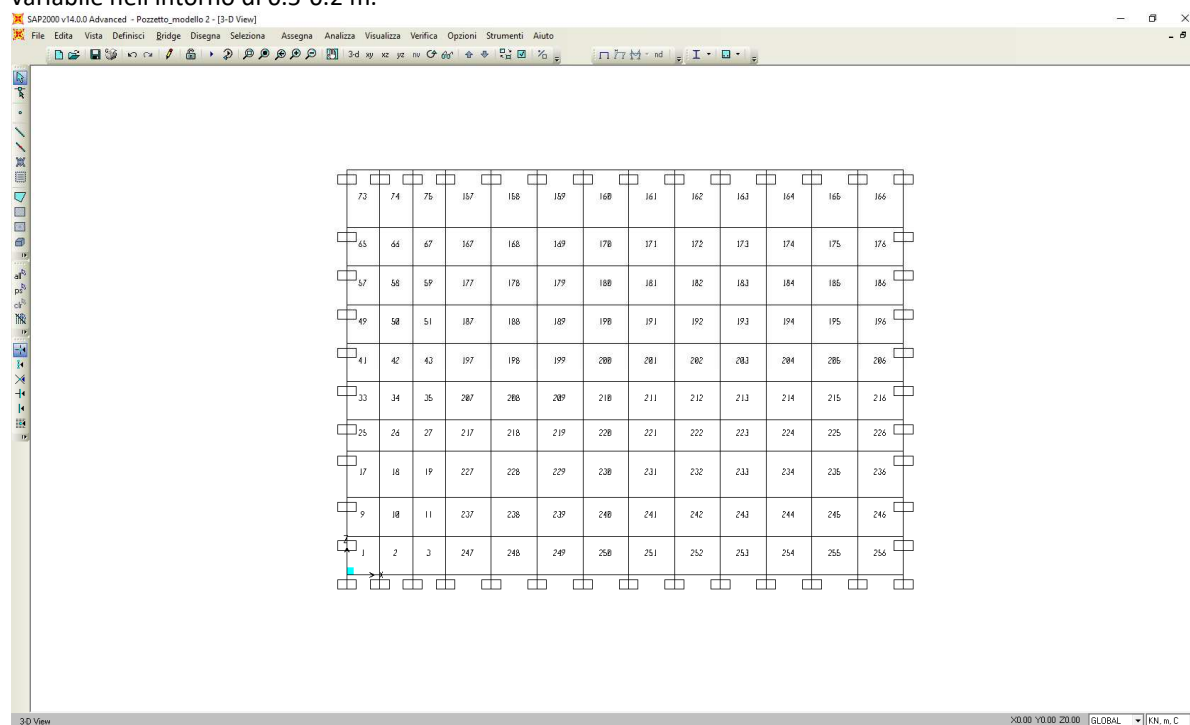 variabile nell'intorno di 0.3-0.2 m.
SAP2000 v14.0.0 Advanced - Pozzetto_modello 2 - [3-D View]
File Edita Vista Definisci Bridge Disegna Seleziona Assegna Analizza Visualizza Verifica Opzioni Strumenti Aiuto
3-d xy xz yz nv nd
all
ps
clr
73 74 75 157 158 159 160 161 162 163 164 165 166
65 66 67 167 168 169 170 171 172 173 174 175 176
57 58 59 177 178 179 180 181 182 183 184 185 186
49 50 51 187 188 189 190 191 192 193 194 195 196
41 42 43 197 198 199 200 201 202 203 204 205 206
33 34 35 207 208 209 210 211 212 213 214 215 216
25 26 27 217 218 219 220 221 222 223 224 225 226
17 18 19 227 228 229 230 231 232 233 234 235 236
9 10 11 237 238 239 240 241 242 243 244 245 246
Z
1 2 3 247 248 249 250 251 252 253 254 255 256
X
3-D View X0.00 Y0.00 Z0.00 GLOBAL KN, m, C